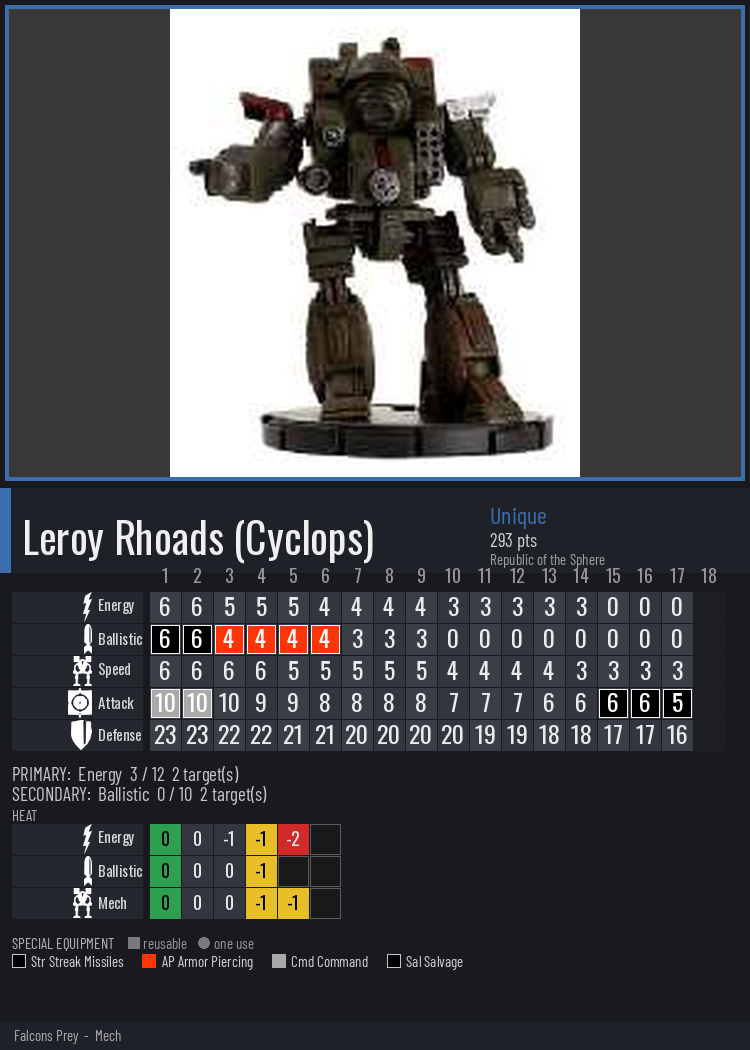 Leroy Rhoads (Cyclops)
Unique
293 pts
Republic of the Sphere
1 2 3 4 5 6 7 8 9 10 11 12 13 14 15 16 17 18
Energy 6 6 5 5 5 4 4 4 4 3 3 3 3 3 0 0 0
Ballistic 6 6 4 4 4 4 3 3 3 0 0 0 0 0 0 0 0
Speed 6 6 6 6 5 5 5 5 5 4 4 4 4 3 3 3 3
Attack 10 10 10 9 9 8 8 8 8 7 7 7 6 6 6 6 5
Defense 23 23 22 22 21 21 20 20 20 20 19 19 18 18 17 17 16
PRIMARY: Energy 3 / 12 2 target(s)
SECONDARY: Ballistic 0 / 10 2 target(s)
HEAT
Energy 0 0 -1 -1 -2
Ballistic 0 0 0 -1
Mech 0 0 0 -1 -1
SPECIAL EQUIPMENT reusable one use
Str Streak Missiles AP Armor Piercing Cmd Command Sal Salvage
Falcons Prey - Mech